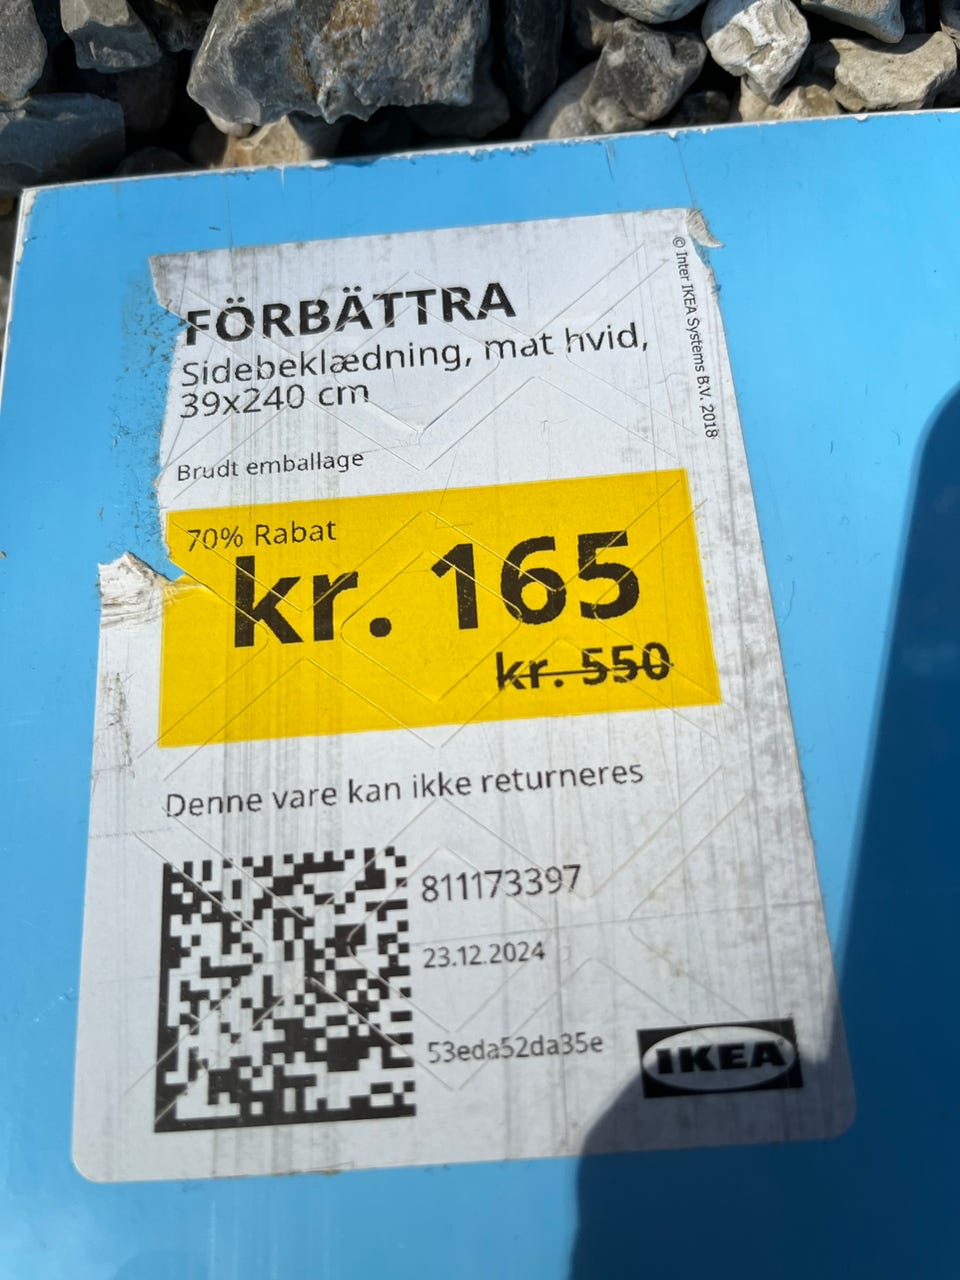 FÖRBÄTTRA
Sidebeklædning, mat hvid,
39x240 cm
Brudt emballage
70% Rabat
kr. 165
kr. 550
Denne vare kan ikke returneres
811173397
23.12.2024
53eda52da35e
IKEA
© Inter IKEA Systems B.V. 2018